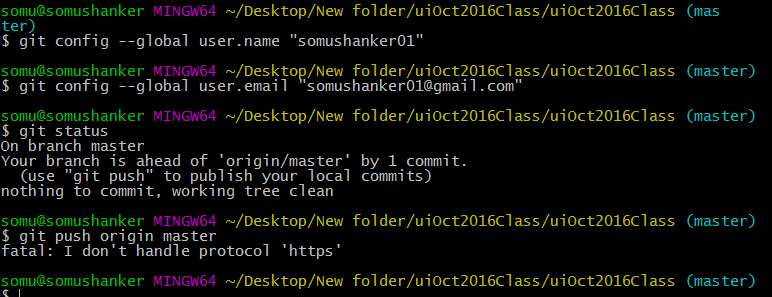 somu@somushanker MINGW64 ~/Desktop/New folder/uiOct2016Class/uiOct2016Class (mas
ter)
$ git config --global user.name "somushanker01"
somu@somushanker MINGW64 ~/Desktop/New folder/uiOct2016Class/uiOct2016Class (master)
$ git config --global user.email "somushanker01@gmail.com"
somu@somushanker MINGW64 ~/Desktop/New folder/uiOct2016Class/uiOct2016Class (master)
$ git status
On branch master
Your branch is ahead of 'origin/master' by 1 commit.
  (use "git push" to publish your local commits)
nothing to commit, working tree clean
somu@somushanker MINGW64 ~/Desktop/New folder/uiOct2016Class/uiOct2016Class (master)
$ git push origin master
fatal: I don't handle protocol 'https'
somu@somushanker MINGW64 ~/Desktop/New folder/uiOct2016Class/uiOct2016Class (master)
$